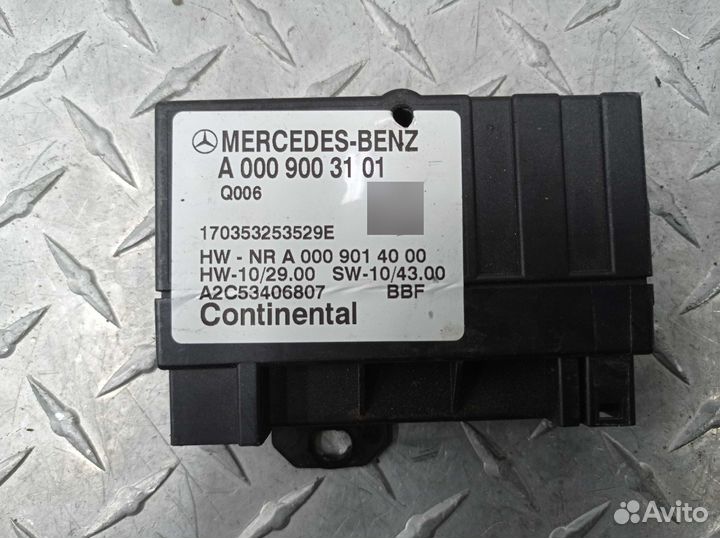 MERCEDES-BENZ
A 000 900 31 01
Q006
170353253529E
HW - NR A 000 901 40 00
HW-10/29.00 SW-10/43.00
A2C53406807 BBF
Continental
Avito